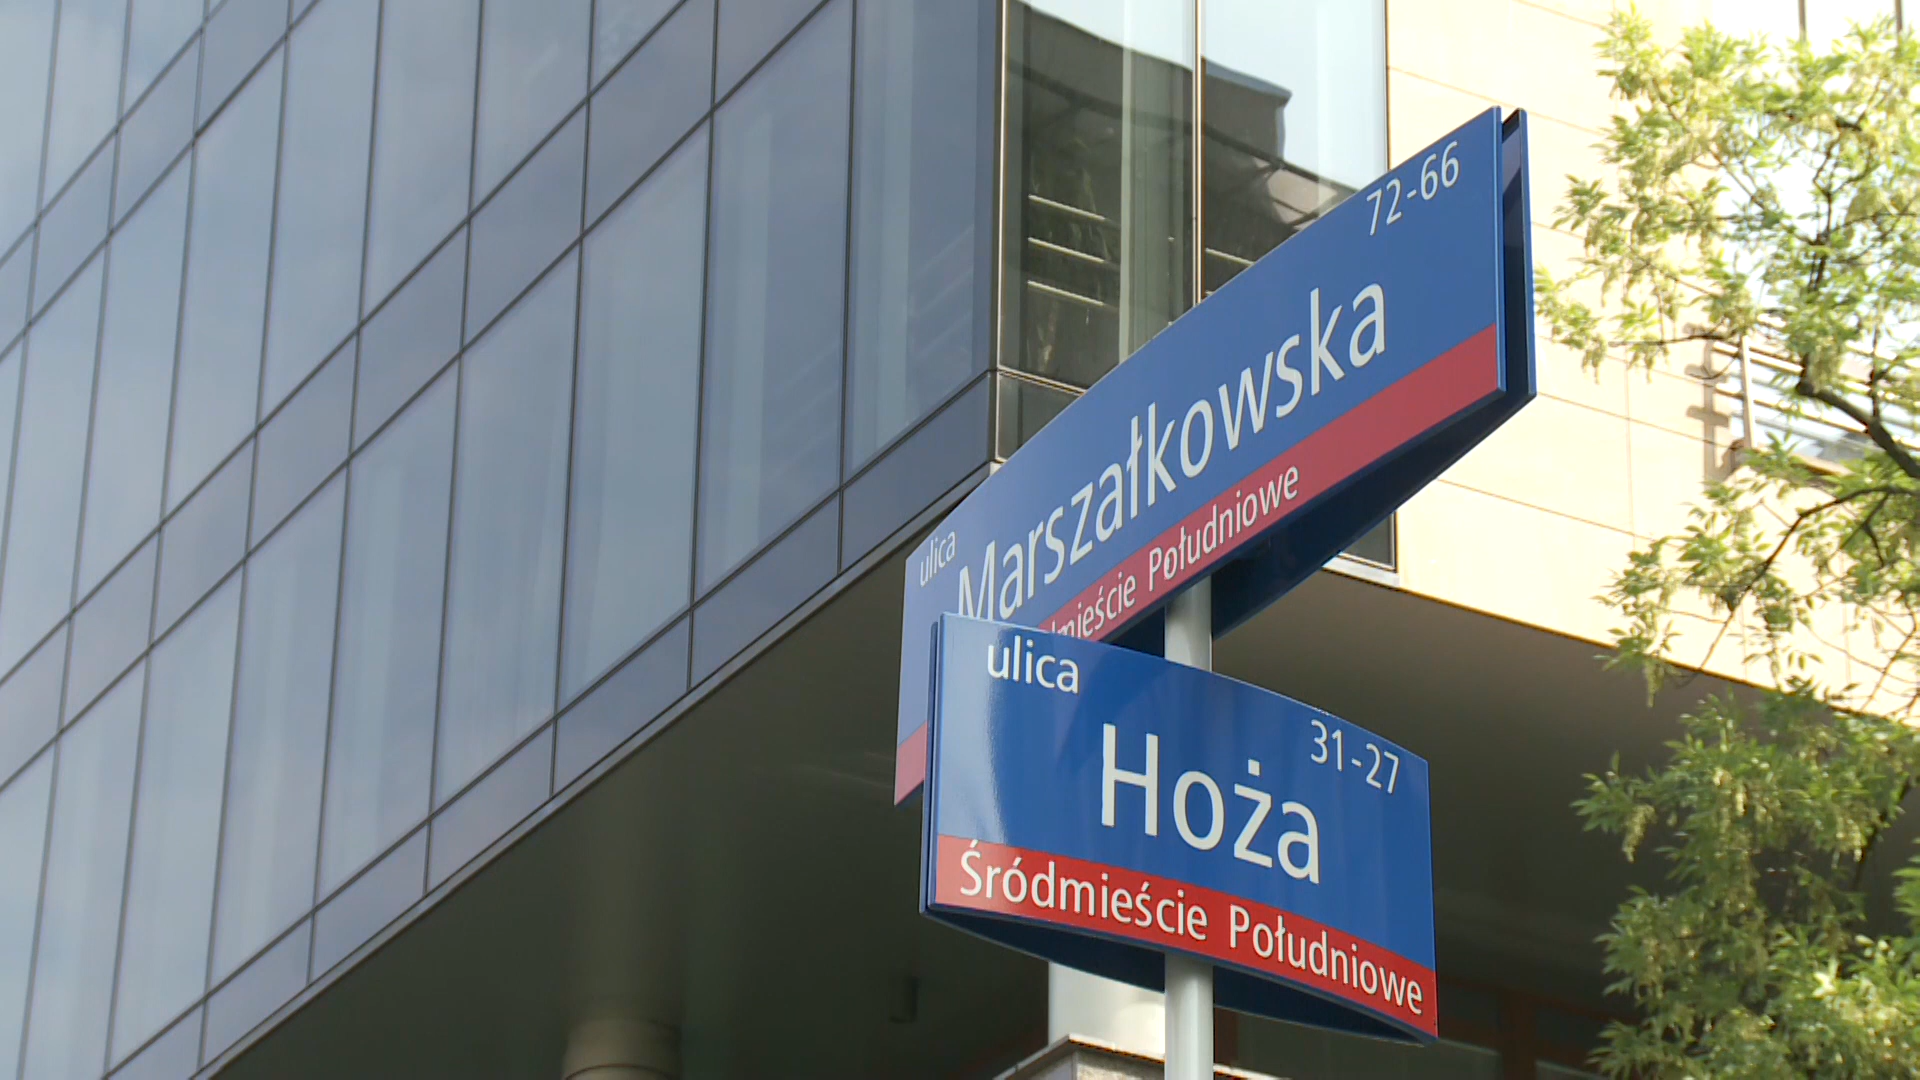 72-66
ulica
Marszałkowska
Południowe
ulica
31-27
Hoża
Śródmieście Południowe